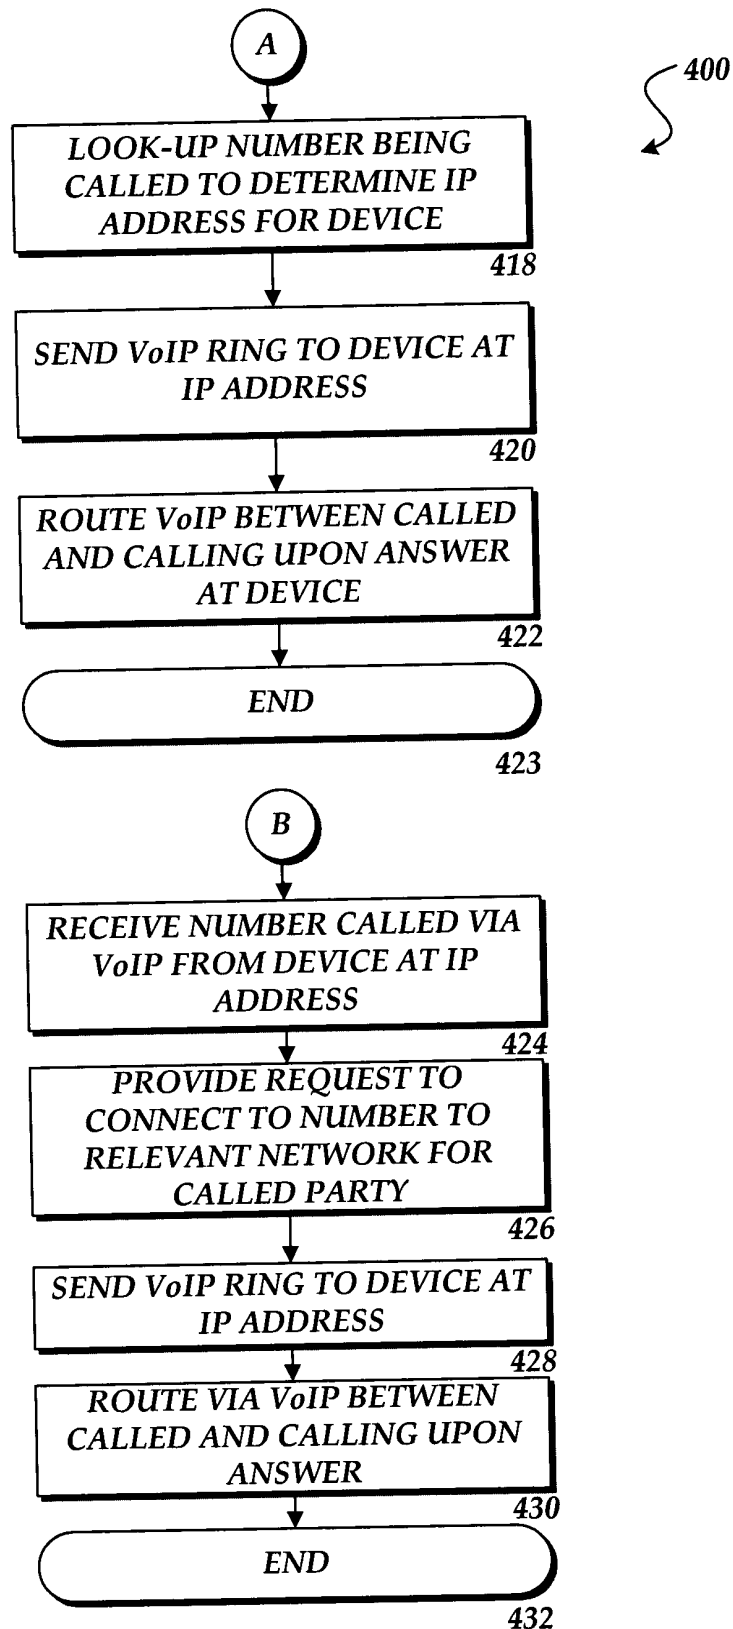 A
400
LOOK-UP NUMBER BEING
CALLED TO DETERMINE IP
ADDRESS FOR DEVICE
418
SEND VoIP RING TO DEVICE AT
IP ADDRESS
420
ROUTE VoIP BETWEEN CALLED
AND CALLING UPON ANSWER
AT DEVICE
422
END
423
B
RECEIVE NUMBER CALLED VIA
VoIP FROM DEVICE AT IP
ADDRESS
424
PROVIDE REQUEST TO
CONNECT TO NUMBER TO
RELEVANT NETWORK FOR
CALLED PARTY
426
SEND VoIP RING TO DEVICE AT
IP ADDRESS
428
ROUTE VIA VoIP BETWEEN
CALLED AND CALLING UPON
ANSWER
430
END
432